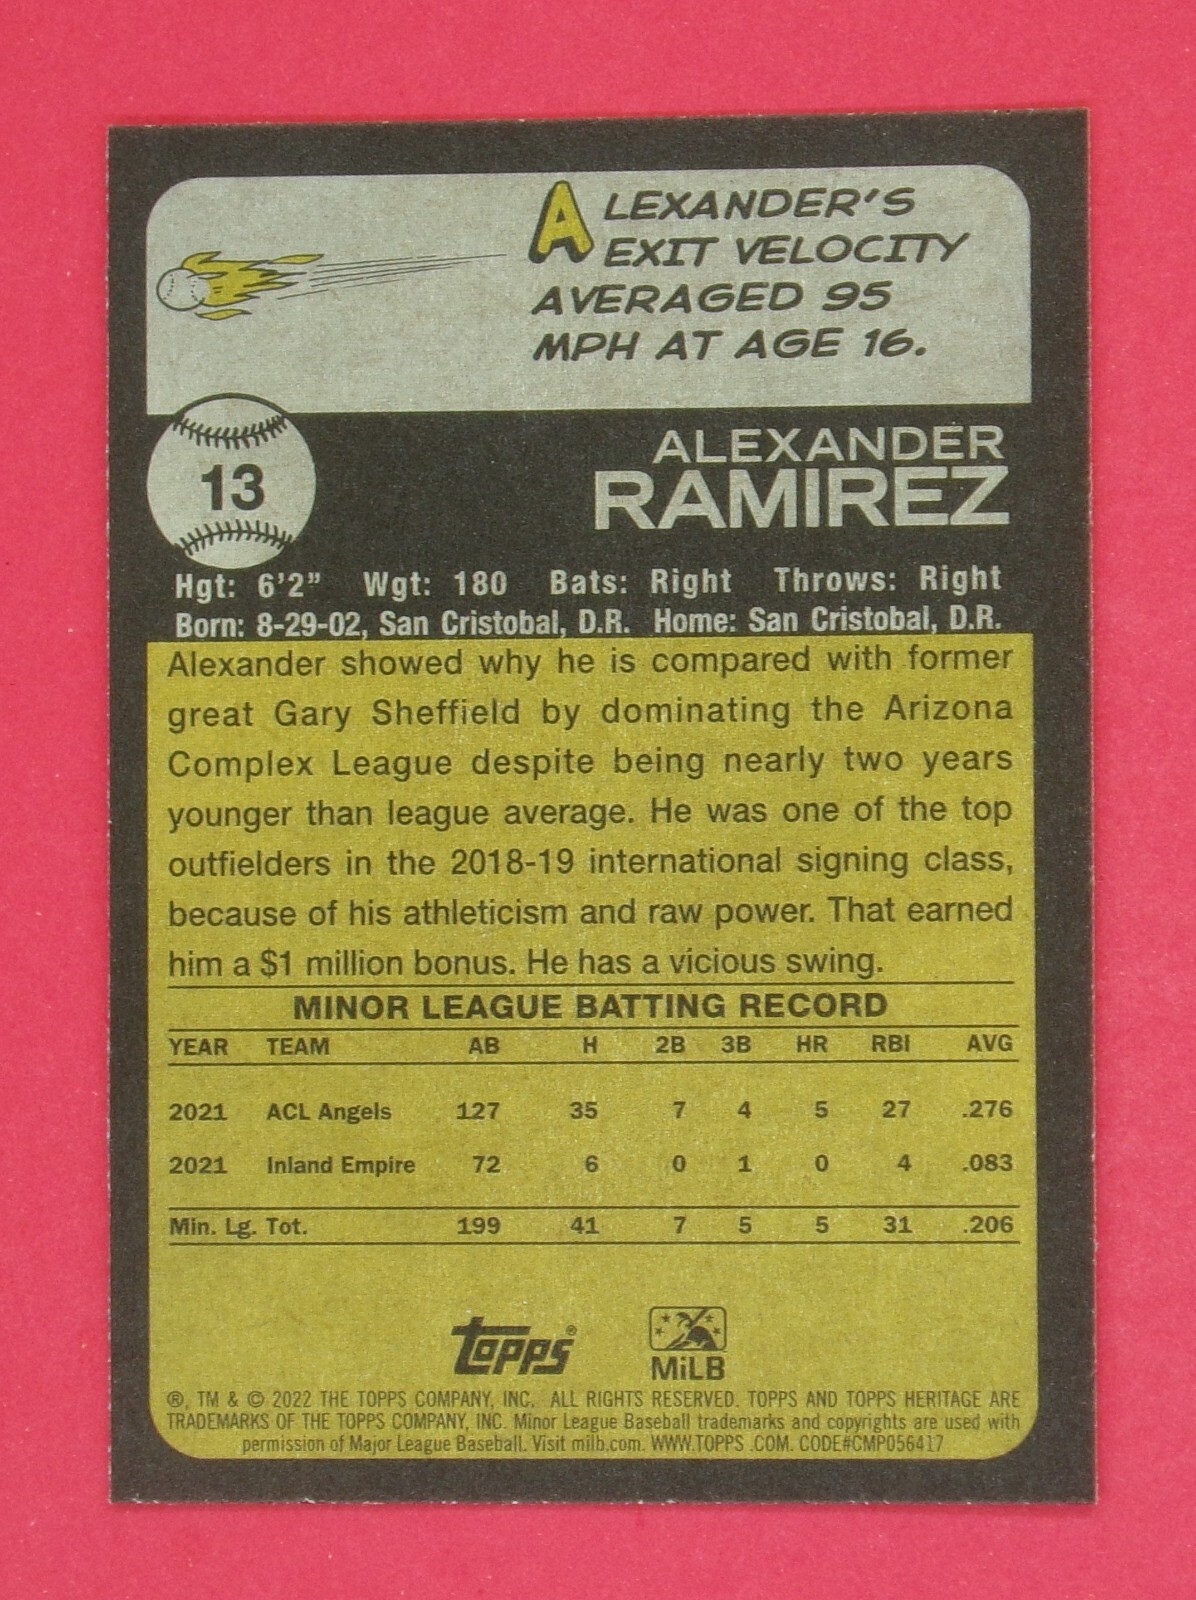 ALEXANDER'S
EXIT VELOCITY
AVERAGED 95
MPH AT AGE 16.
13
ALEXANDER
RAMIREZ
Hgt: 6'2" Wgt: 180 Bats: Right Throws: Right
Born: 8-29-02, San Cristobal, D.R. Home: San Cristobal, D.R.
Alexander showed why he is compared with former
great Gary Sheffield by dominating the Arizona
Complex League despite being nearly two years
younger than league average. He was one of the top
outfielders in the 2018-19 international signing class,
because of his athleticism and raw power. That earned
him a $1 million bonus. He has a vicious swing.
MINOR LEAGUE BATTING RECORD
YEAR TEAM AB H 2B 3B HR RBI AVG
2021 ACL Angels 127 35 7 4 5 27 .276
2021 Inland Empire 72 6 0 1 0 4 .083
Min. Lg. Tot. 199 41 7 5 5 31 .206
topps®
MiLB
®, TM & © 2022 THE TOPPS COMPANY, INC. ALL RIGHTS RESERVED. TOPPS AND TOPPS HERITAGE ARE
TRADEMARKS OF THE TOPPS COMPANY, INC. Minor League Baseball trademarks and copyrights are used with
permission of Major League Baseball. Visit milb.com. WWW.TOPPS .COM. CODE#CMP056417